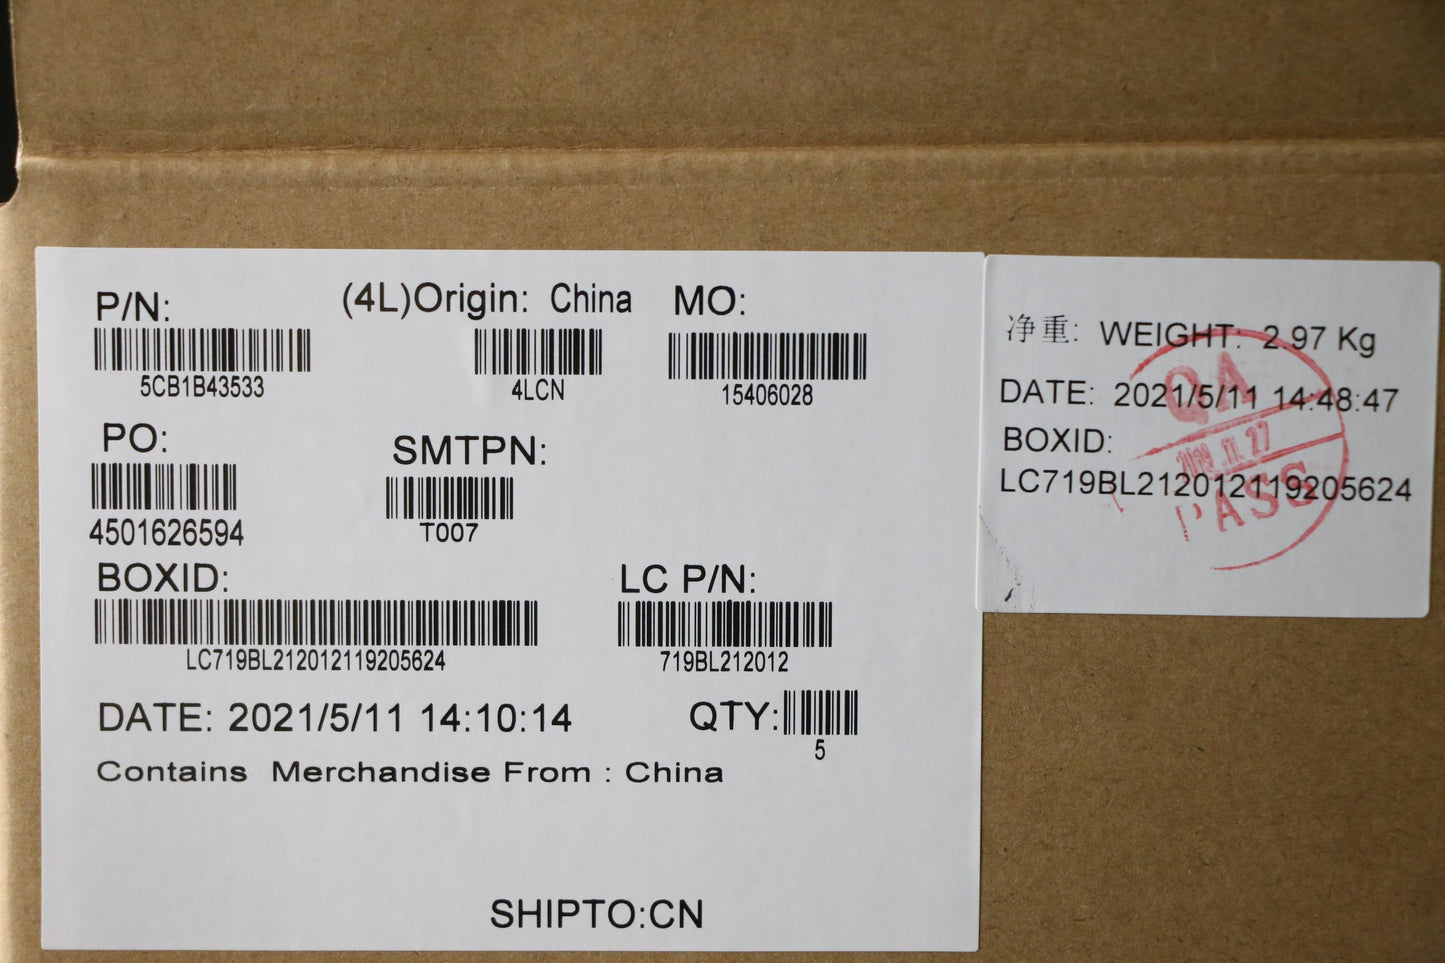 P/N:
5CB1B43533
(4L)Origin: China
4LCN
MO:
15406028
PO:
4501626594
SMTPN:
T007
BOXID:
LC719BL212012119205624
LC P/N:
719BL212012
DATE: 2021/5/11 14:10:14
QTY:
5
Contains Merchandise From : China
SHIPTO:CN
净重: WEIGHT: 2.97 Kg
DATE: 2021/5/11 14:48:47
BOXID:
LC719BL212012119205624
QA
PASS